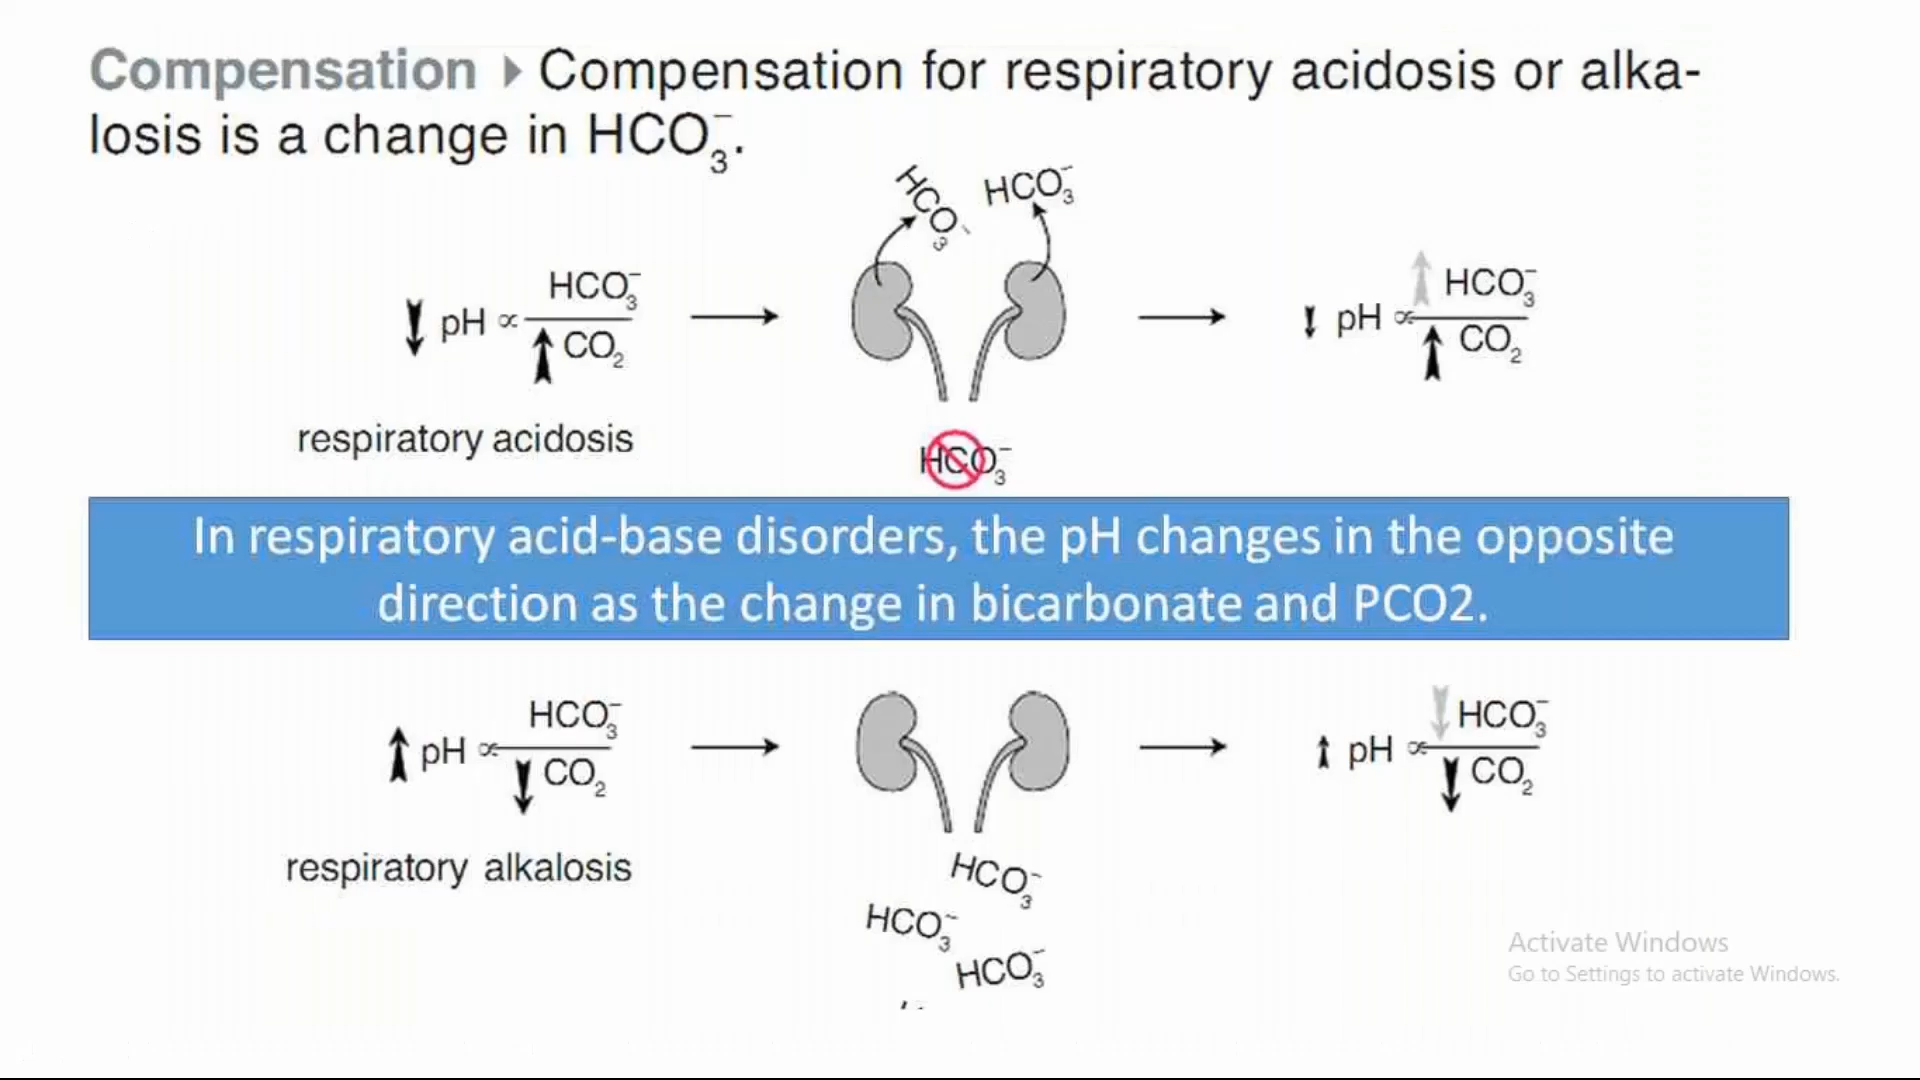 Compensation ▸ Compensation for respiratory acidosis or alka-
losis is a change in HCO₃⁻.
HCO₃⁻ HCO₃⁻
↓ pH ∝ HCO₃⁻ / ↑ CO₂ → → ↓ pH ∝ ↑ HCO₃⁻ / ↑ CO₂
respiratory acidosis
HCO₃⁻
In respiratory acid-base disorders, the pH changes in the opposite
direction as the change in bicarbonate and PCO2.
↑ pH ∝ HCO₃⁻ / ↓ CO₂ → → ↑ pH ∝ ↓ HCO₃⁻ / ↓ CO₂
respiratory alkalosis
HCO₃⁻
HCO₃⁻
HCO₃⁻
Activate Windows
Go to Settings to activate Windows.